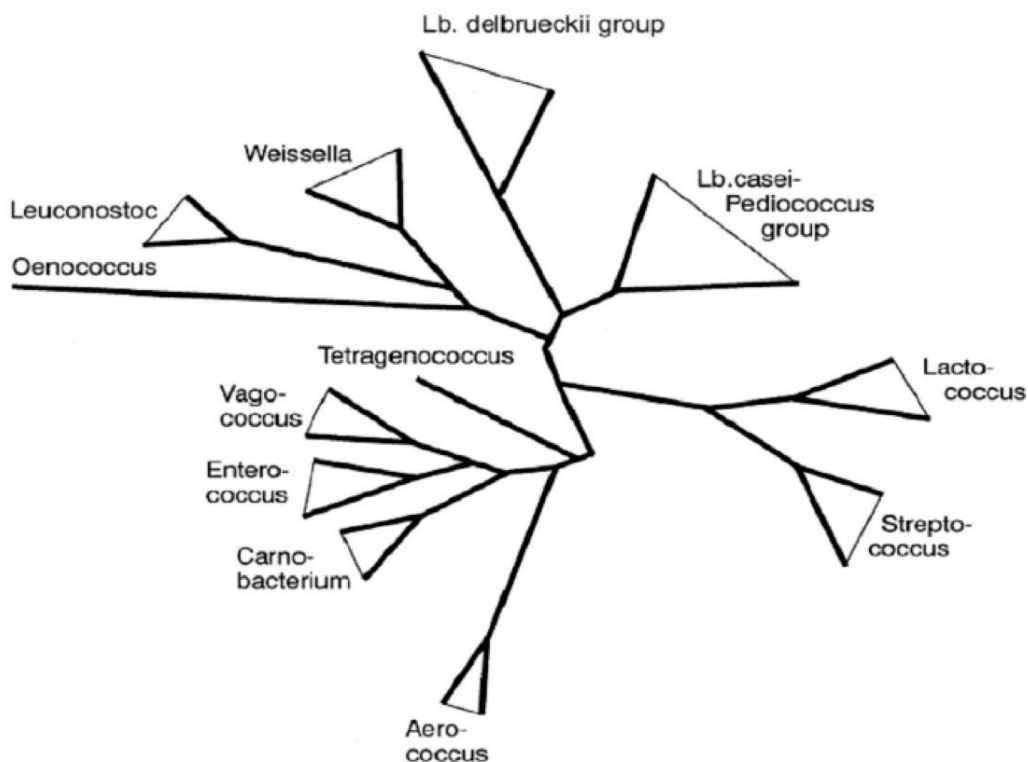 Lb. delbrueckii group
Weissella
Lb.casei-
Pediococcus
group
Leuconostoc
Oenococcus
Tetragenococcus
Lacto-
coccus
Vago-
coccus
Entero-
coccus
Strepto-
coccus
Carno-
bacterium
Aero-
coccus